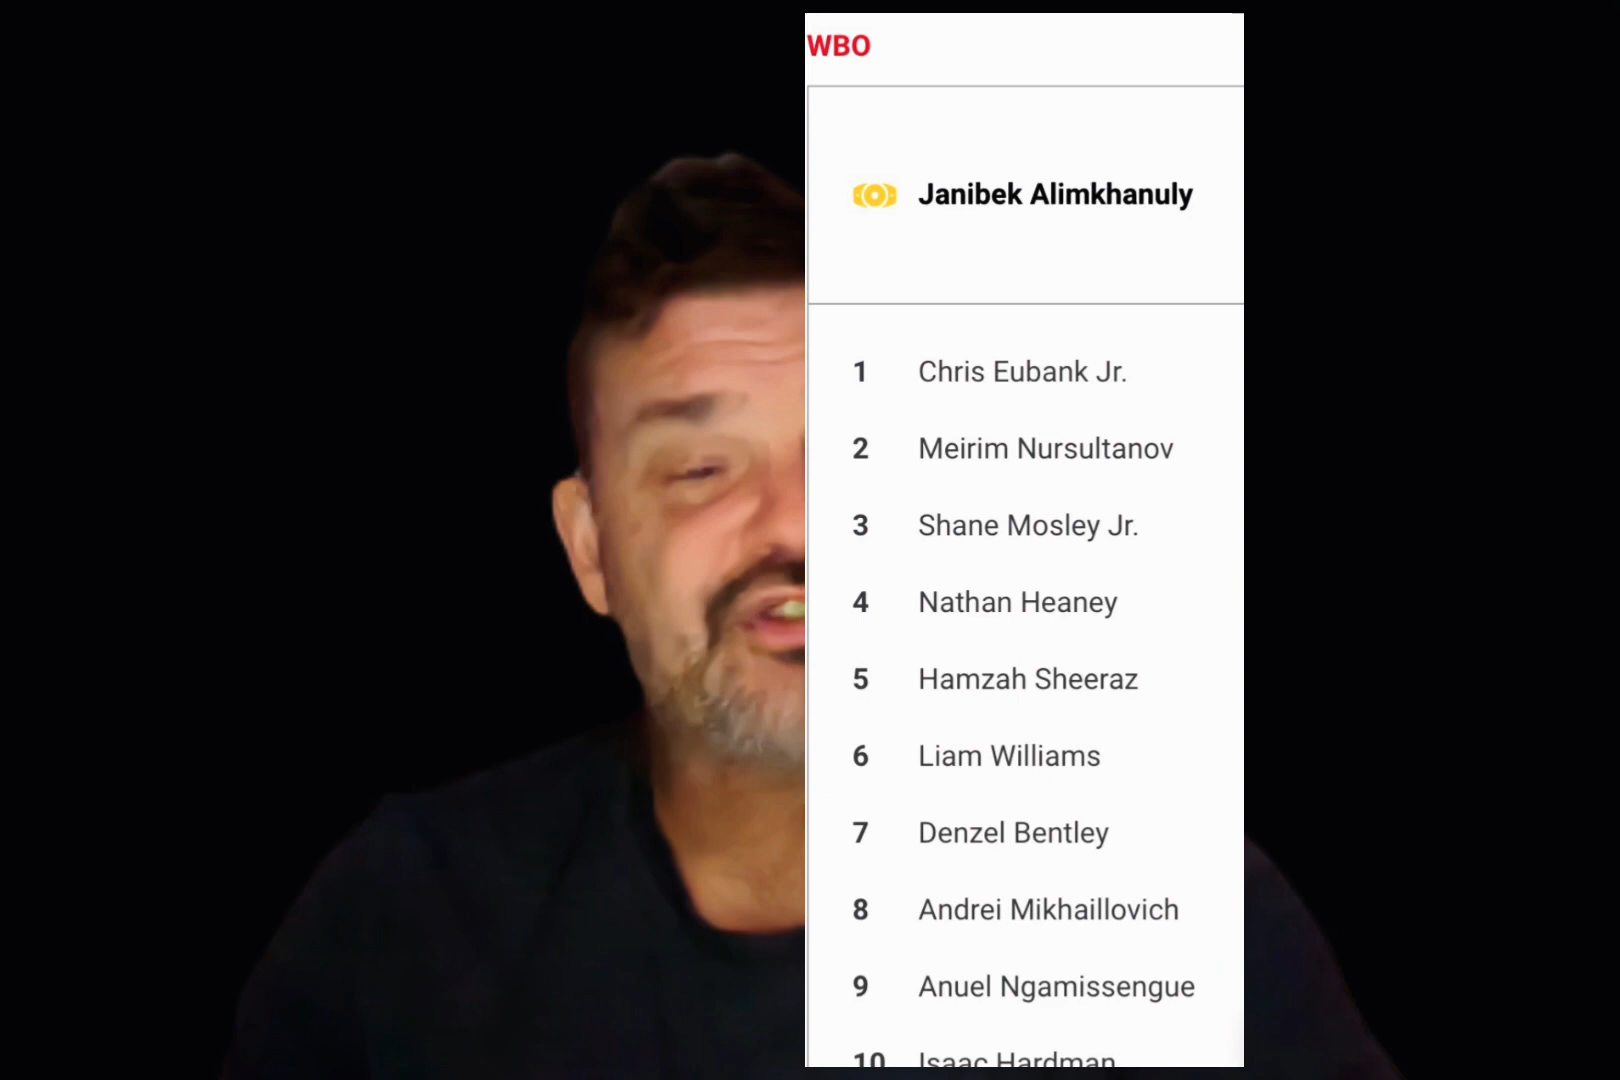 WBO
Janibek Alimkhanuly
1 Chris Eubank Jr.
2 Meirim Nursultanov
3 Shane Mosley Jr.
4 Nathan Heaney
5 Hamzah Sheeraz
6 Liam Williams
7 Denzel Bentley
8 Andrei Mikhaillovich
9 Anuel Ngamissengue
10 Isaac Hardman